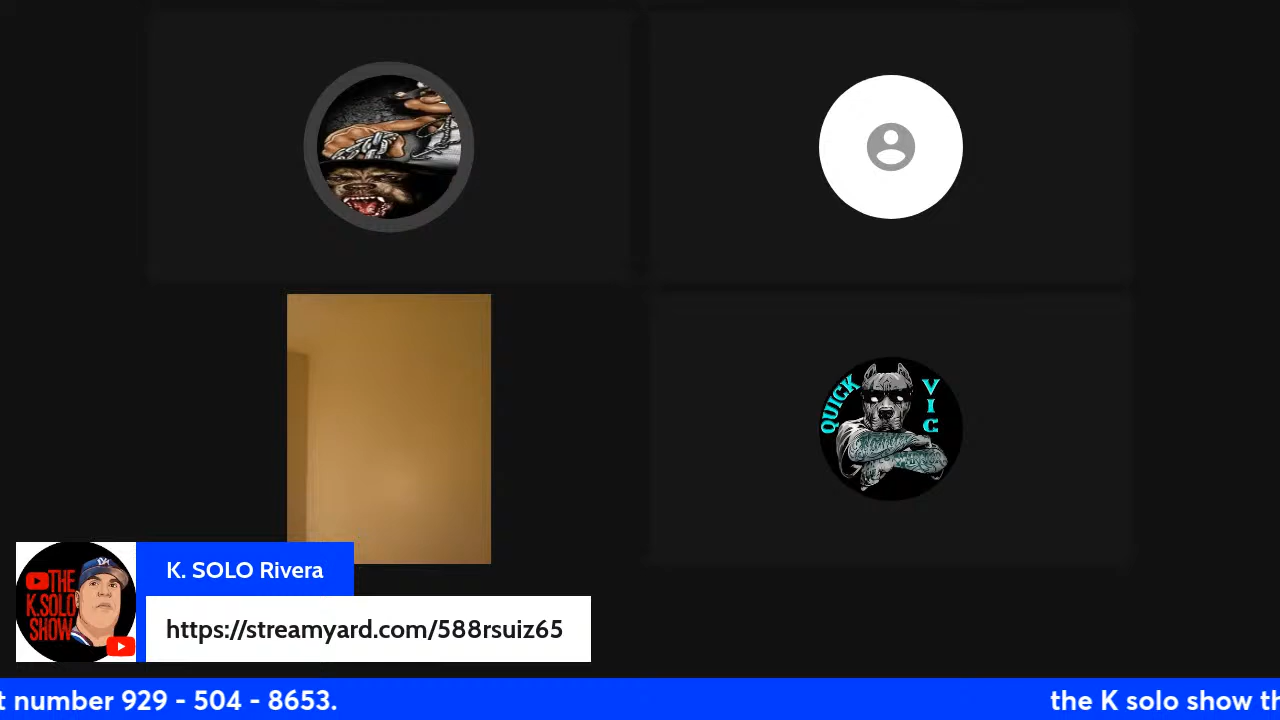 QUICK
VIC
THE
K.SOLO
SHOW
K. SOLO Rivera
https://streamyard.com/588rsuiz65
t number 929 - 504 - 8653.
the K solo show th